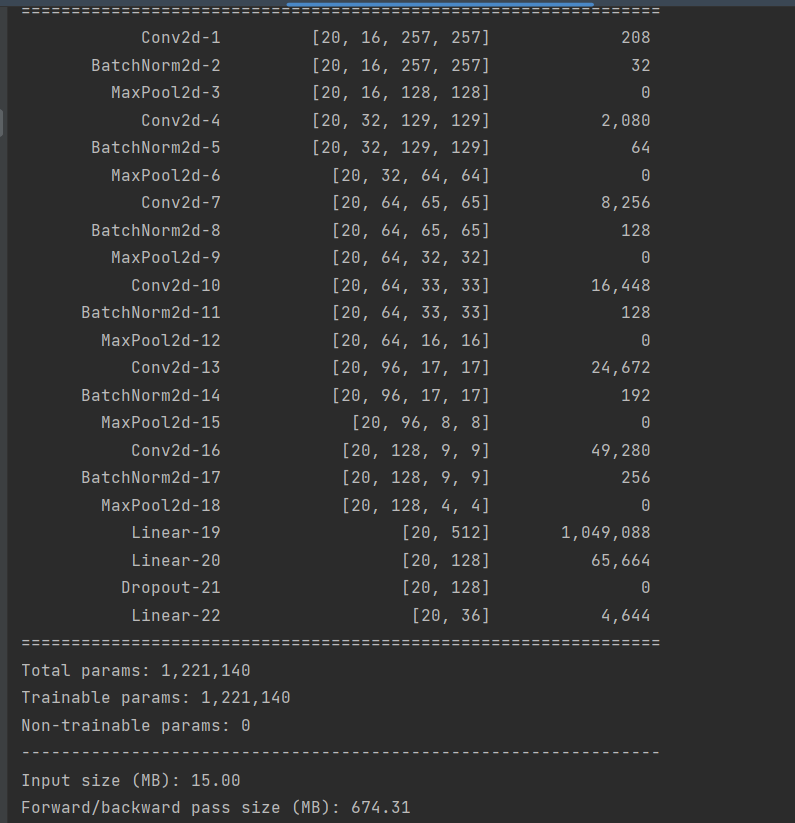 ================================================================
Conv2d-1 [20, 16, 257, 257] 208
BatchNorm2d-2 [20, 16, 257, 257] 32
MaxPool2d-3 [20, 16, 128, 128] 0
Conv2d-4 [20, 32, 129, 129] 2,080
BatchNorm2d-5 [20, 32, 129, 129] 64
MaxPool2d-6 [20, 32, 64, 64] 0
Conv2d-7 [20, 64, 65, 65] 8,256
BatchNorm2d-8 [20, 64, 65, 65] 128
MaxPool2d-9 [20, 64, 32, 32] 0
Conv2d-10 [20, 64, 33, 33] 16,448
BatchNorm2d-11 [20, 64, 33, 33] 128
MaxPool2d-12 [20, 64, 16, 16] 0
Conv2d-13 [20, 96, 17, 17] 24,672
BatchNorm2d-14 [20, 96, 17, 17] 192
MaxPool2d-15 [20, 96, 8, 8] 0
Conv2d-16 [20, 128, 9, 9] 49,280
BatchNorm2d-17 [20, 128, 9, 9] 256
MaxPool2d-18 [20, 128, 4, 4] 0
Linear-19 [20, 512] 1,049,088
Linear-20 [20, 128] 65,664
Dropout-21 [20, 128] 0
Linear-22 [20, 36] 4,644
================================================================
Total params: 1,221,140
Trainable params: 1,221,140
Non-trainable params: 0
----------------------------------------------------------------
Input size (MB): 15.00
Forward/backward pass size (MB): 674.31